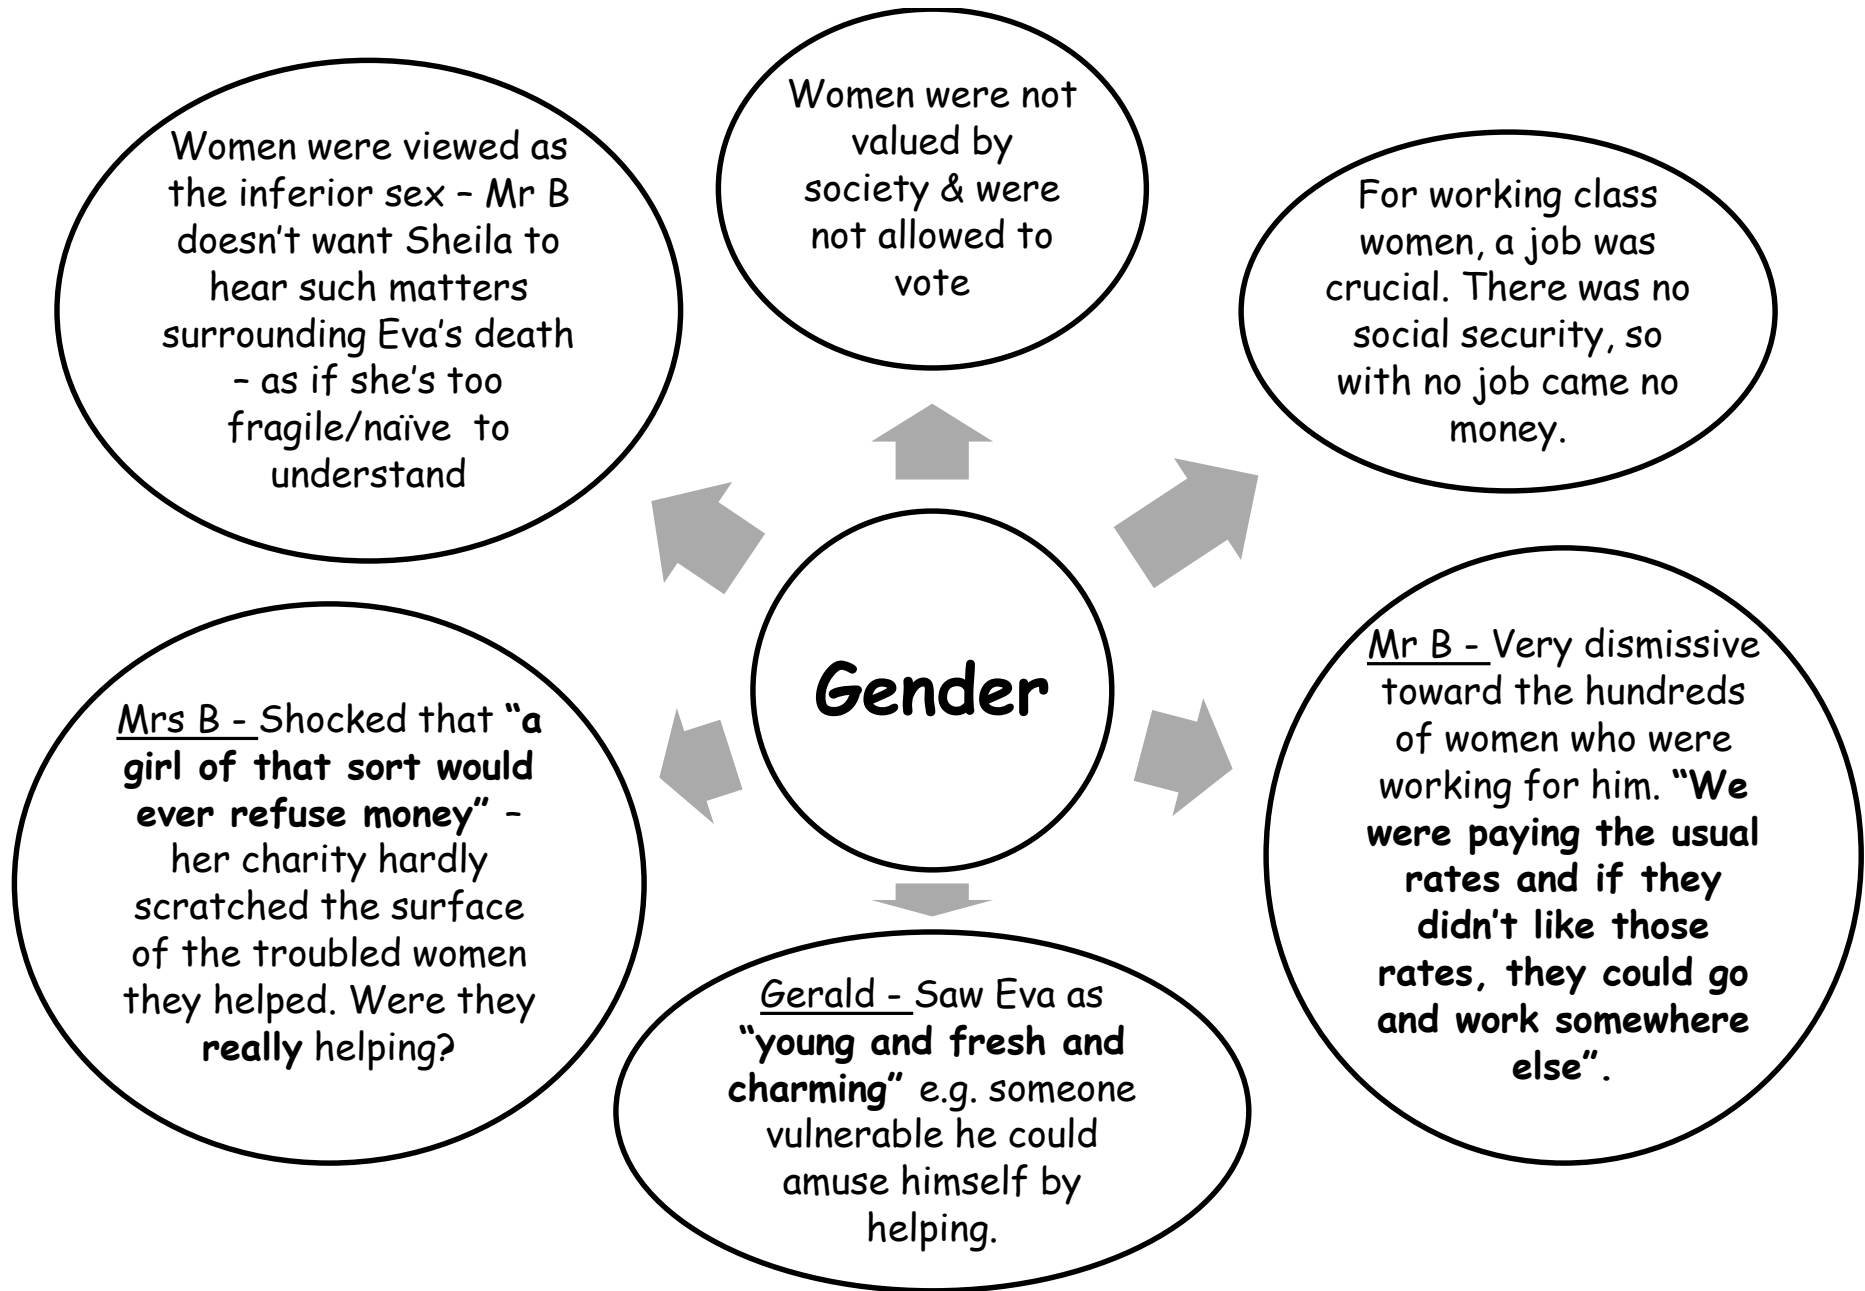 Women were not
valued by
society & were
not allowed to
vote
Women were viewed as
the inferior sex – Mr B
doesn't want Sheila to
hear such matters
surrounding Eva's death
– as if she's too
fragile/naïve to
understand
For working class
women, a job was
crucial. There was no
social security, so
with no job came no
money.
Gender
Mrs B - Shocked that “a
girl of that sort would
ever refuse money” –
her charity hardly
scratched the surface
of the troubled women
they helped. Were they
really helping?
Mr B - Very dismissive
toward the hundreds
of women who were
working for him. “We
were paying the usual
rates and if they
didn't like those
rates, they could go
and work somewhere
else”.
Gerald - Saw Eva as
“young and fresh and
charming” e.g. someone
vulnerable he could
amuse himself by
helping.